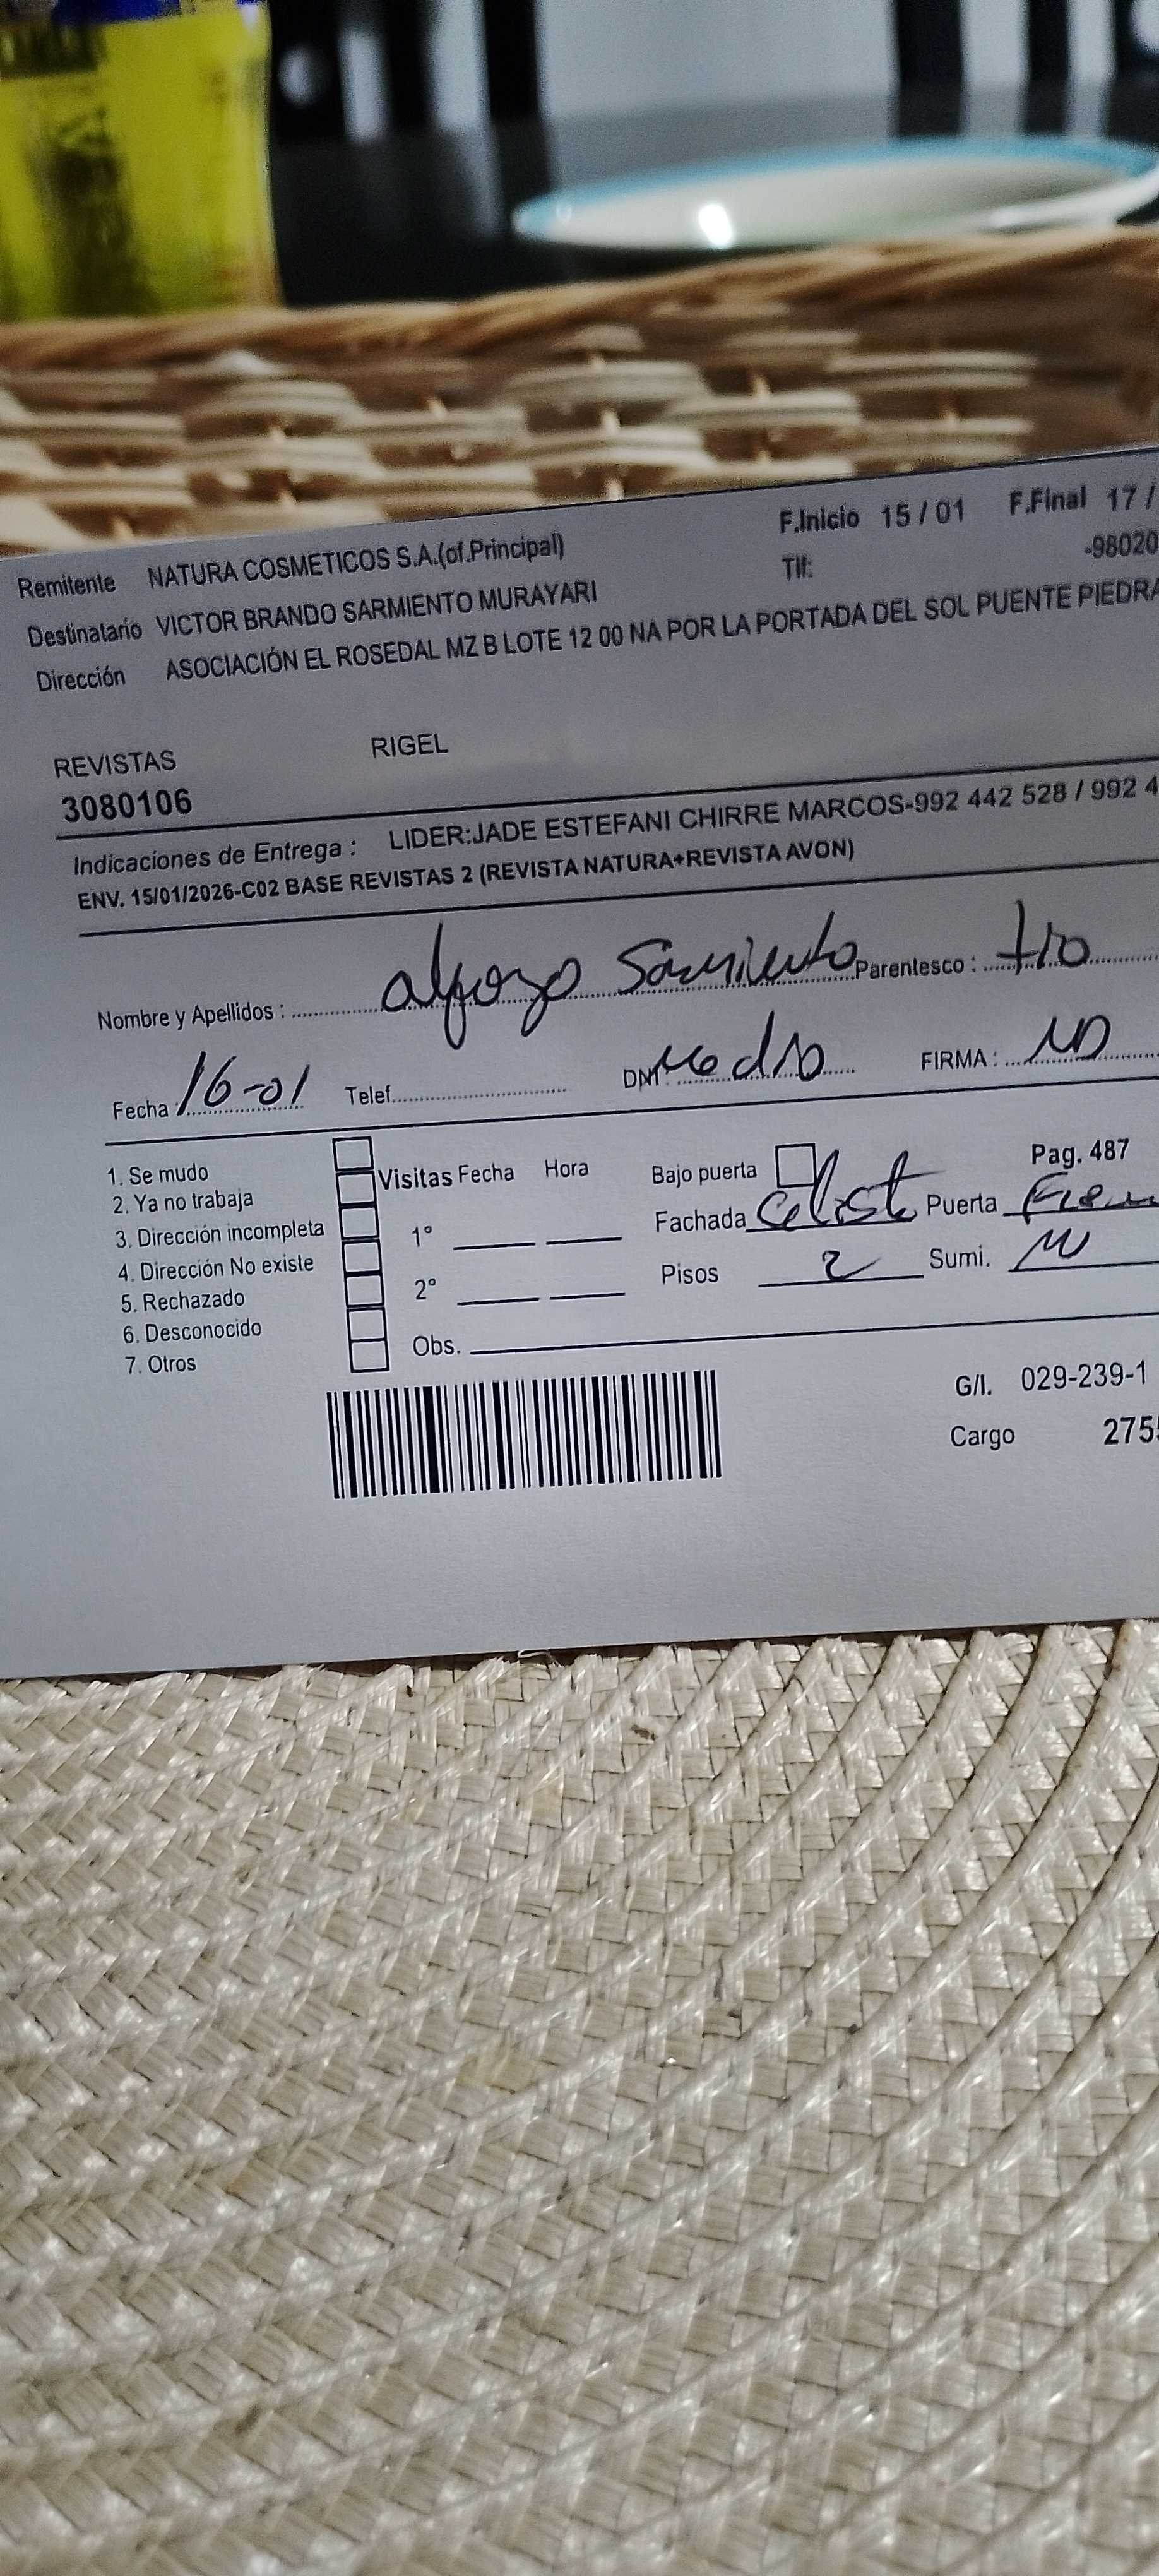 F.Inicio 15 / 01 F.Final 17 /
Remitente NATURA COSMETICOS S.A.(of.Principal)
Tlf: -98020
Destinatario VICTOR BRANDO SARMIENTO MURAYARI
Dirección ASOCIACIÓN EL ROSEDAL MZ B LOTE 12 00 NA POR LA PORTADA DEL SOL PUENTE PIEDRA
REVISTAS RIGEL
3080106
Indicaciones de Entrega : LIDER:JADE ESTEFANI CHIRRE MARCOS-992 442 528 / 992 4
ENV. 15/01/2026-C02 BASE REVISTAS 2 (REVISTA NATURA+REVISTA AVON)
Nombre y Apellidos : alfozo Sarmiento Parentesco : tio
Fecha 16-01 Telef. DNI FIRMA :
1. Se mudo
2. Ya no trabaja
3. Dirección incompleta
4. Dirección No existe
5. Rechazado
6. Desconocido
7. Otros
Visitas Fecha Hora
1°
2°
Obs.
Bajo puerta Pag. 487
Fachada Celeste Puerta
Pisos 2 Sumi.
G/I. 029-239-1
Cargo 275